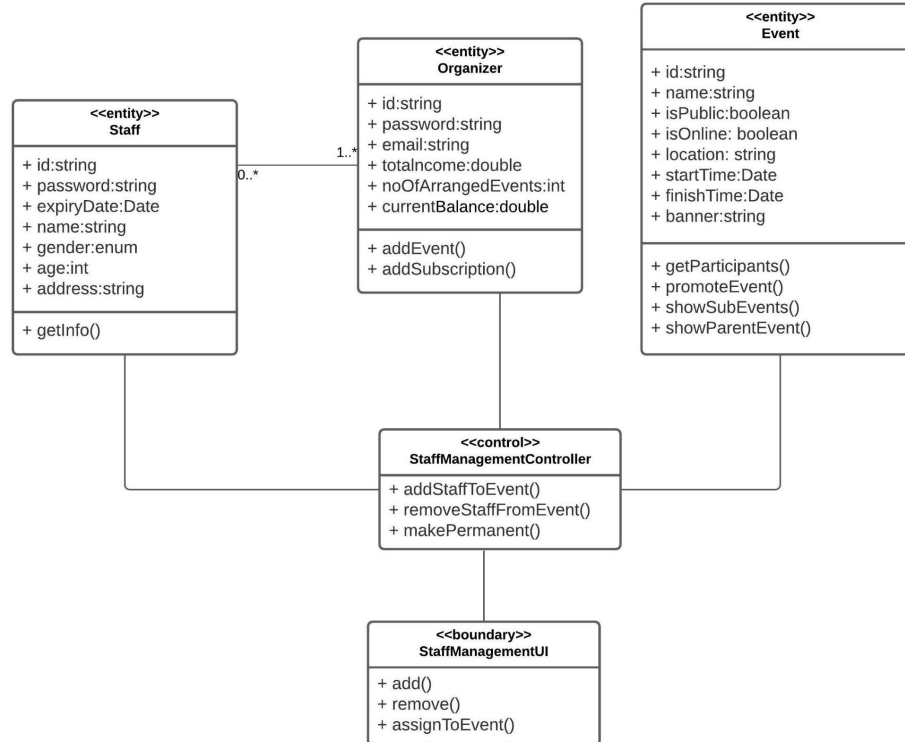 <<entity>>
Staff
+ id:string
+ password:string
+ expiryDate:Date
+ name:string
+ gender:enum
+ age:int
+ address:string
+ getInfo()
0..*
1..*
<<entity>>
Organizer
+ id:string
+ password:string
+ email:string
+ totalncome:double
+ noOfArrangedEvents:int
+ currentBalance:double
+ addEvent()
+ addSubscription()
<<entity>>
Event
+ id:string
+ name:string
+ isPublic:boolean
+ isOnline: boolean
+ location: string
+ startTime:Date
+ finishTime:Date
+ banner:string
+ getParticipants()
+ promoteEvent()
+ showSubEvents()
+ showParentEvent()
<<control>>
StaffManagementController
+ addStaffToEvent()
+ removeStaffFromEvent()
+ makePermanent()
<<boundary>>
StaffManagementUI
+ add()
+ remove()
+ assignToEvent()